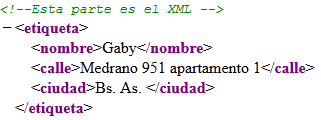 <!--Esta parte es el XML -->
−<etiqueta>
<nombre>Gaby</nombre>
<calle>Medrano 951 apartamento 1</calle>
<ciudad>Bs. As. </ciudad>
</etiqueta>